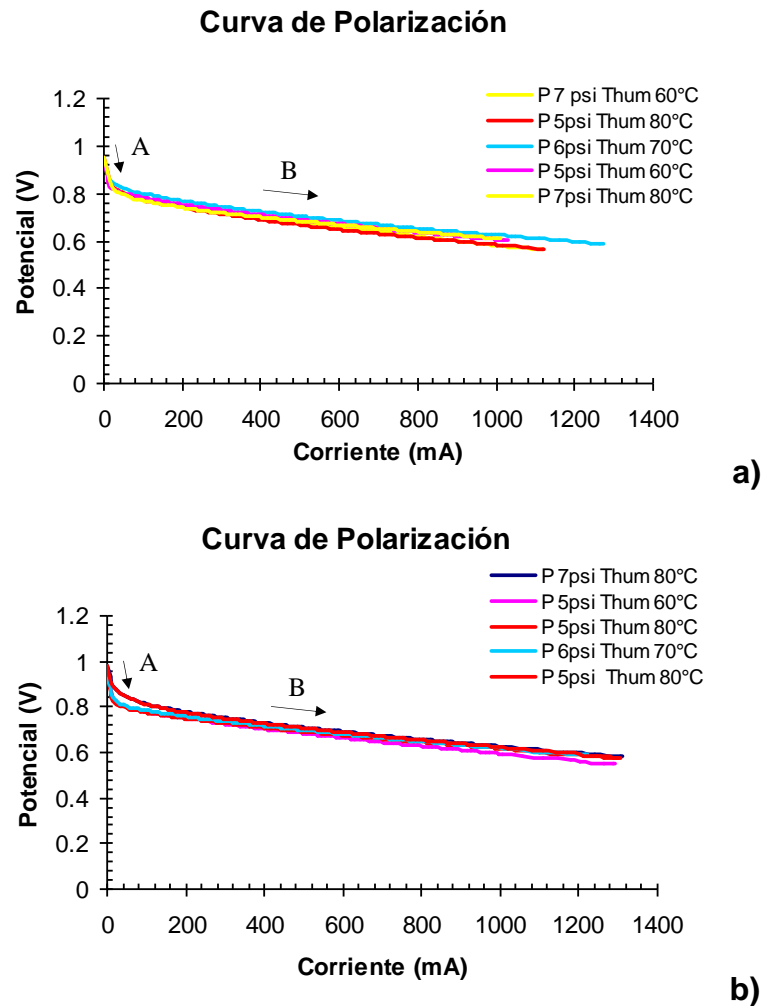 Curva de Polarización
P 7 psi Thum 60°C
P 5psi Thum 80°C
P 6psi Thum 70°C
P 5psi Thum 60°C
P 7psi Thum 80°C
A
B
1.2
1
0.8
0.6
0.4
0.2
0
Potencial (V)
0 200 400 600 800 1000 1200 1400
Corriente (mA)
a)
Curva de Polarización
P 7psi Thum 80°C
P 5psi Thum 60°C
P 5psi Thum 80°C
P 6psi Thum 70°C
P 5psi Thum 80°C
A
B
1.2
1
0.8
0.6
0.4
0.2
0
Potencial (V)
0 200 400 600 800 1000 1200 1400
Corriente (mA)
b)